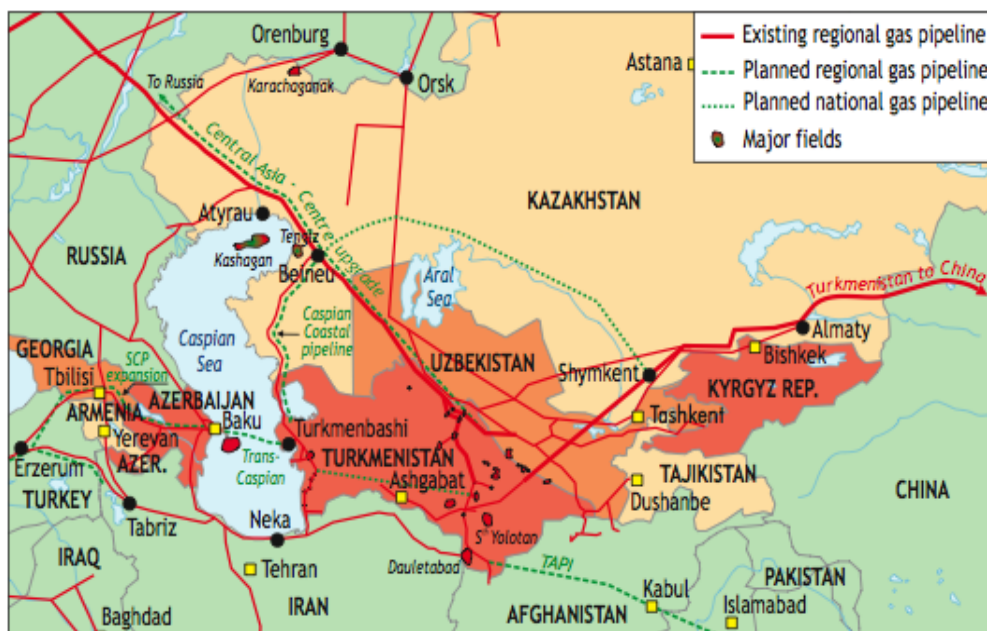 Existing regional gas pipeline
Planned regional gas pipeline
Planned national gas pipeline
Major fields
Orenburg
Astana
To Russia
Karachaganak
Orsk
Central Asia - Centre upgrade
KAZAKHSTAN
Atyrau
RUSSIA
Kashagan
Tengiz
Beineu
Aral
Sea
Turkmenistan to China
Caspian
Coastal
pipeline
Caspian
Sea
Almaty
Bishkek
GEORGIA
Tbilisi
SCP
expansion
UZBEKISTAN
Shymkent
KYRGYZ REP.
ARMENIA
AZERBAIJAN
Baku
Tashkent
Yerevan
Turkmenbashi
AZER.
Trans-
Caspian
TURKMENISTAN
Ashgabat
TAJIKISTAN
Dushanbe
CHINA
Erzerum
TURKEY
Tabriz
Neka
Sth Yolotan
Dauletabad
TAPI
IRAQ
Tehran
Kabul
PAKISTAN
Baghdad
IRAN
AFGHANISTAN
Islamabad